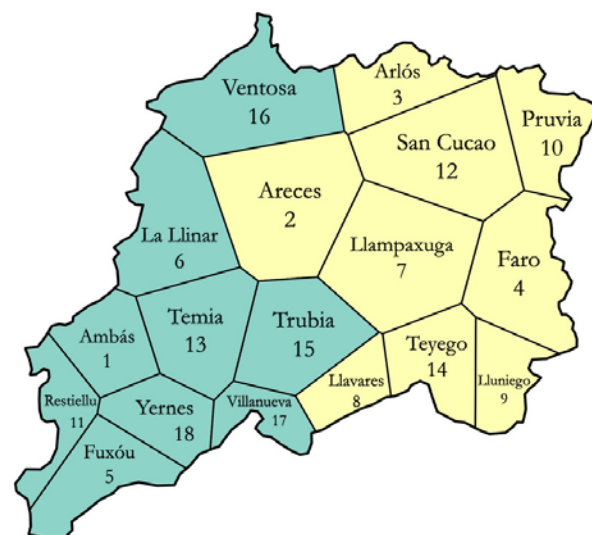 Arlós
3
Ventosa
16
Pruvia
10
San Cucao
12
Areces
2
La Llinar
6
Llampaxuga
7
Faro
4
Temia
13
Trubia
15
Ambás
1
Teyego
14
Llavares
8
Lluniego
9
Restiellu
11
Yernes
18
Villanueva
17
Fuxóu
5